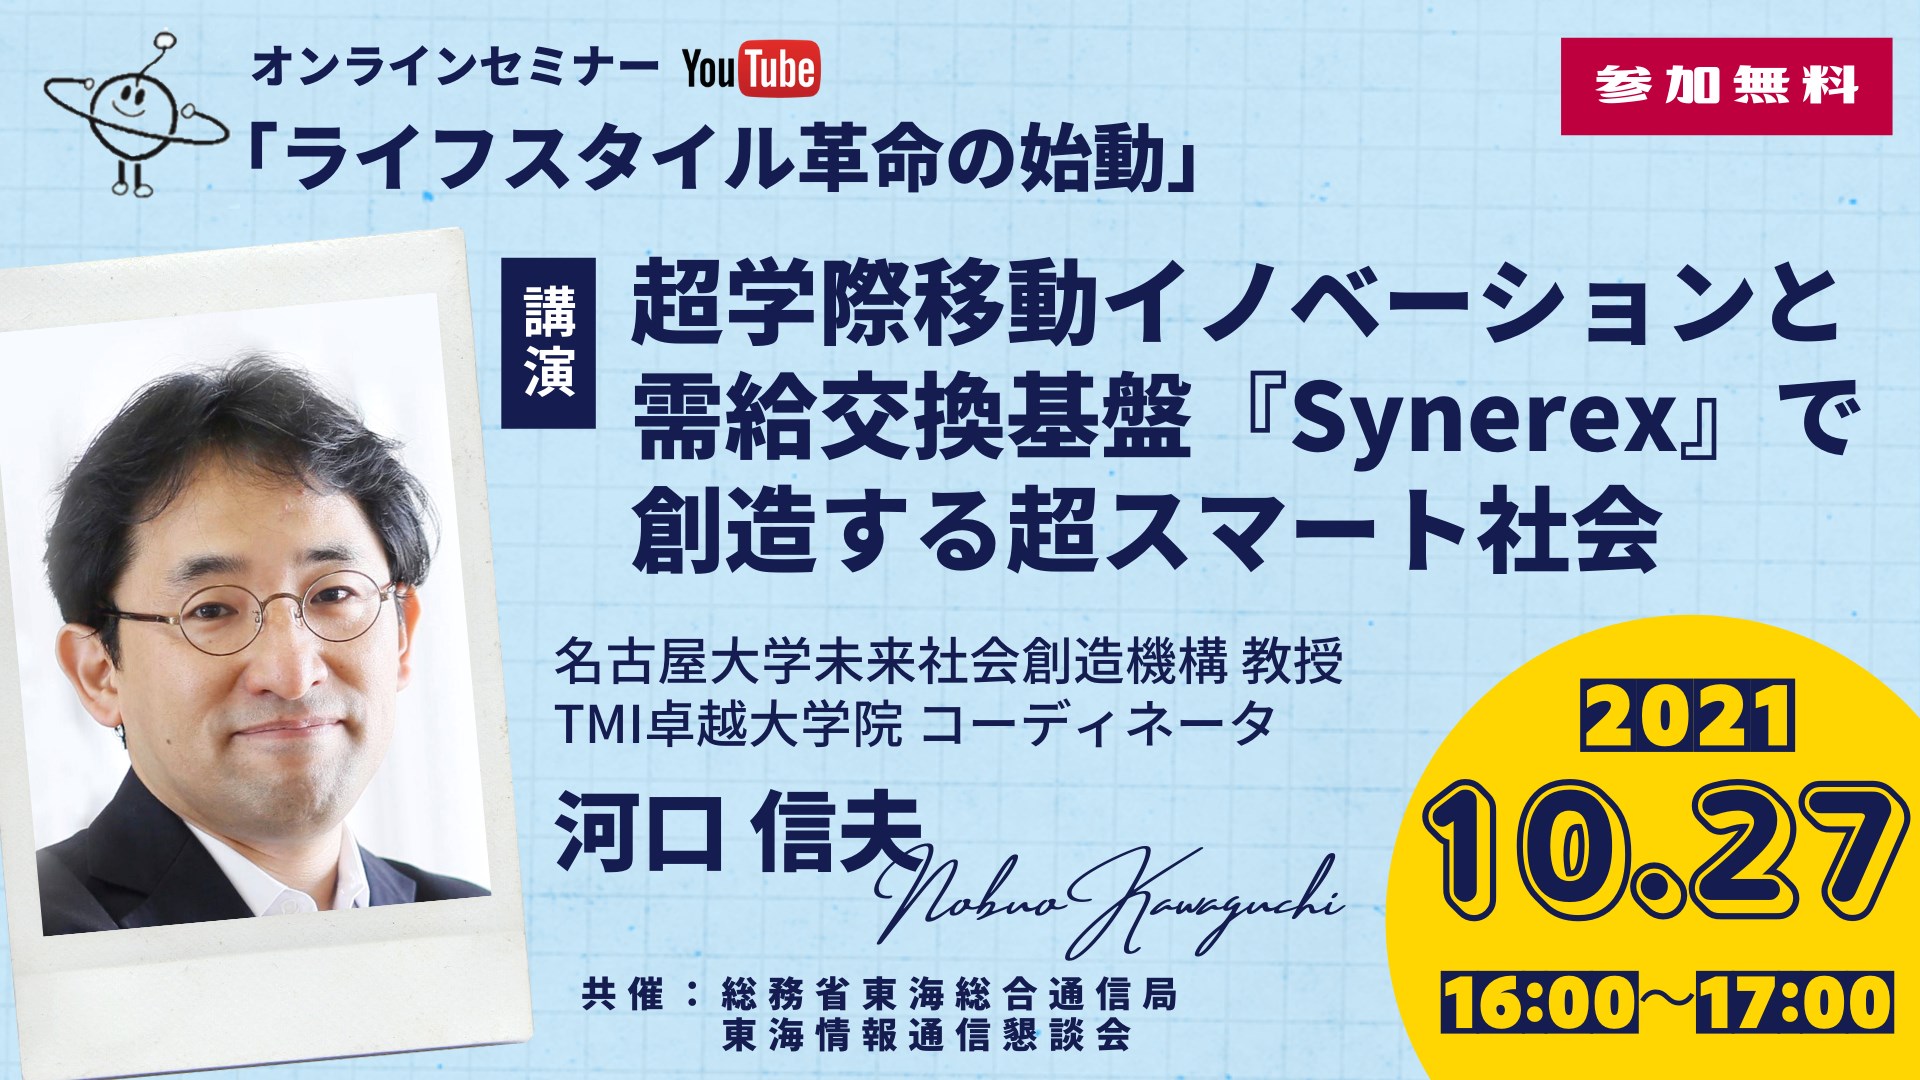 オンラインセミナー YouTube
参加無料
「ライフスタイル革命の始動」
講演
超学際移動イノベーションと
需給交換基盤『Synerex』で
創造する超スマート社会
名古屋大学未来社会創造機構 教授
TMI卓越大学院 コーディネータ
河口 信夫
Nobuo Kawaguchi
共催：総務省東海総合通信局
東海情報通信懇談会
2021
10.27
16:00～17:00